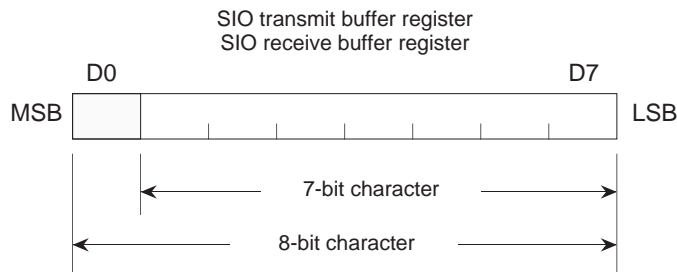 SIO transmit buffer register
SIO receive buffer register
D0 D7
MSB LSB
7-bit character
8-bit character